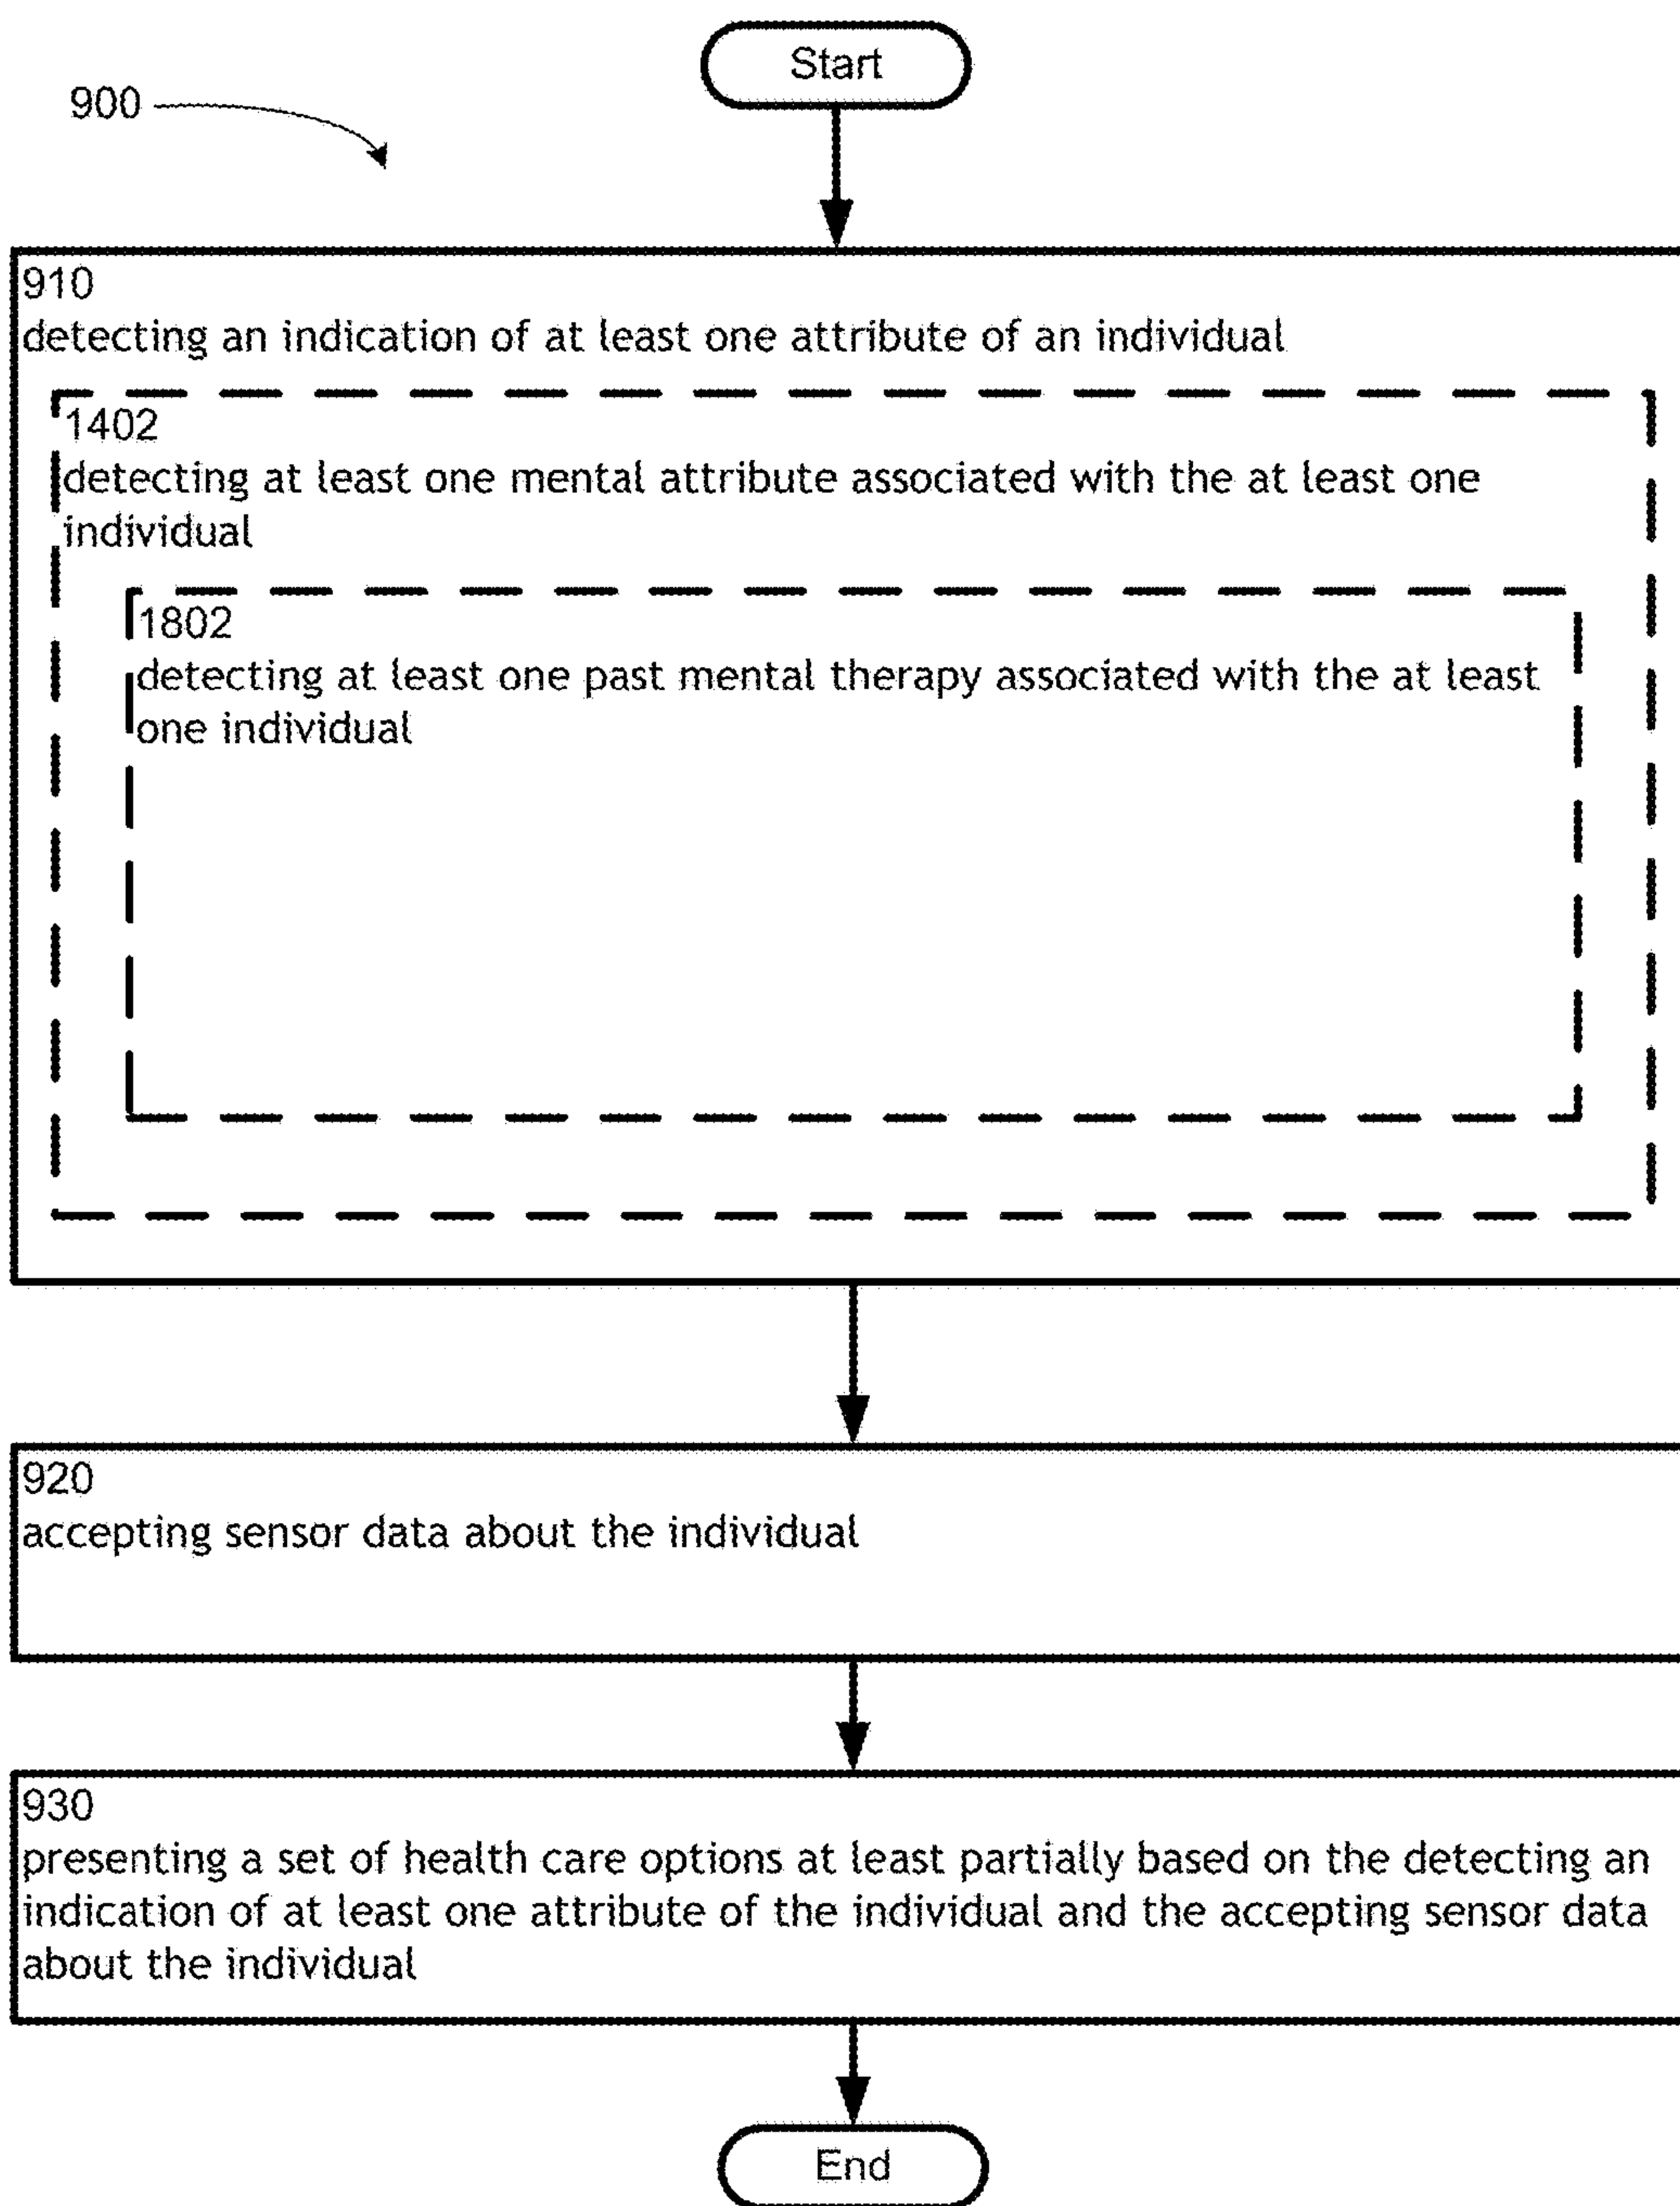 Start
900
910
detecting an indication of at least one attribute of an individual
1402
detecting at least one mental attribute associated with the at least one
individual
1802
detecting at least one past mental therapy associated with the at least
one individual
920
accepting sensor data about the individual
930
presenting a set of health care options at least partially based on the detecting an
indication of at least one attribute of the individual and the accepting sensor data
about the individual
End